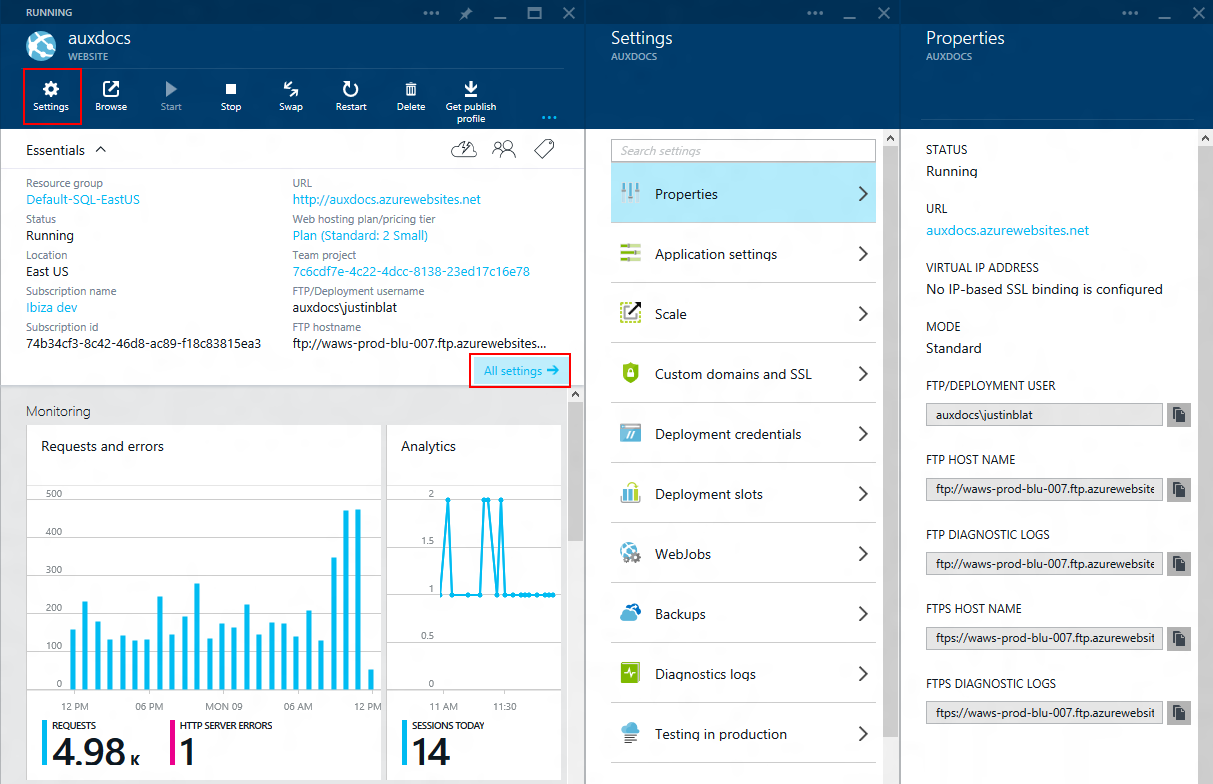 RUNNING
auxdocs
WEBSITE
Settings
Browse
Start
Stop
Swap
Restart
Delete
Get publish
profile
Essentials
Resource group
Default-SQL-EastUS
Status
Running
Location
East US
Subscription name
Ibiza dev
Subscription id
74b34cf3-8c42-46d8-ac89-f18c83815ea3
URL
http://auxdocs.azurewebsites.net
Web hosting plan/pricing tier
Plan (Standard: 2 Small)
Team project
7c6cdf7e-4c22-4dcc-8138-23ed17c16e78
FTP/Deployment username
auxdocs\justinblat
FTP hostname
ftp://waws-prod-blu-007.ftp.azurewebsites...
All settings
Monitoring
Requests and errors
500
400
300
200
100
0
12 PM
06 PM
MON 09
06 AM
12 PM
REQUESTS
4.98 K
HTTP SERVER ERRORS
1
Analytics
2
1.5
1
0.5
0
11 AM
11:30
SESSIONS TODAY
14
Settings
AUXDOCS
Search settings
Properties
Application settings
Scale
Custom domains and SSL
Deployment credentials
Deployment slots
WebJobs
Backups
Diagnostics logs
Testing in production
Properties
AUXDOCS
STATUS
Running
URL
auxdocs.azurewebsites.net
VIRTUAL IP ADDRESS
No IP-based SSL binding is configured
MODE
Standard
FTP/DEPLOYMENT USER
auxdocs\justinblat
FTP HOST NAME
ftp://waws-prod-blu-007.ftp.azurewebsite
FTP DIAGNOSTIC LOGS
ftp://waws-prod-blu-007.ftp.azurewebsite
FTPS HOST NAME
ftps://waws-prod-blu-007.ftp.azurewebsit
FTPS DIAGNOSTIC LOGS
ftps://waws-prod-blu-007.ftp.azurewebsit